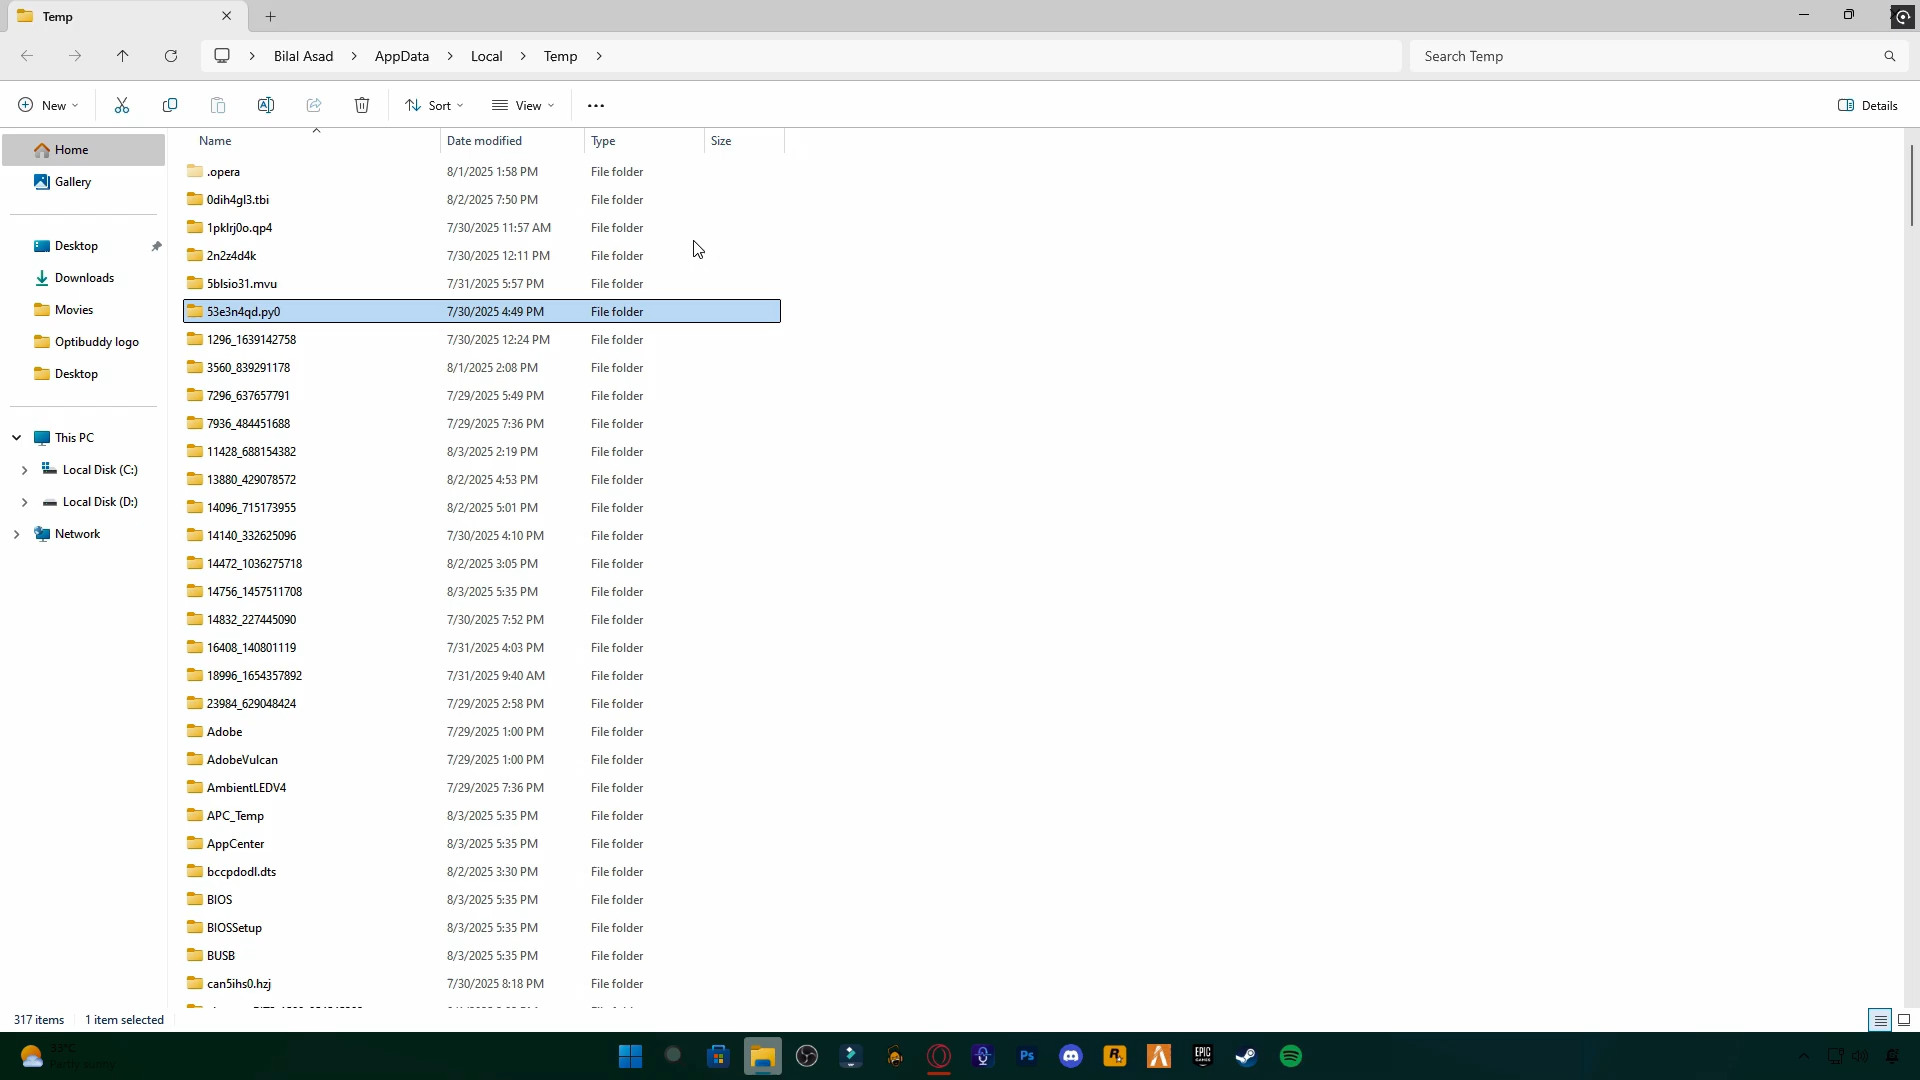 Temp
Bilal Asad > AppData > Local > Temp >
Search Temp
New
Sort
View
Details
Name Date modified Type Size
Home
Gallery
Desktop
Downloads
Movies
Optibuddy logo
Desktop
This PC
Local Disk (C:)
Local Disk (D:)
Network
.opera 8/1/2025 1:58 PM File folder
0dih4gl3.tbi 8/2/2025 7:50 PM File folder
1pklrj0o.qp4 7/30/2025 11:57 AM File folder
2n2z4d4k 7/30/2025 12:11 PM File folder
5blsio31.mvu 7/31/2025 5:57 PM File folder
53e3n4qd.py0 7/30/2025 4:49 PM File folder
1296_1639142758 7/30/2025 12:24 PM File folder
3560_839291178 8/1/2025 2:08 PM File folder
7296_637657791 7/29/2025 5:49 PM File folder
7936_484451688 7/29/2025 7:36 PM File folder
11428_688154382 8/3/2025 2:19 PM File folder
13880_429078572 8/2/2025 4:53 PM File folder
14096_715173955 8/2/2025 5:01 PM File folder
14140_332625096 7/30/2025 4:10 PM File folder
14472_1036275718 8/2/2025 3:05 PM File folder
14756_1457511708 8/3/2025 5:35 PM File folder
14832_227445090 7/30/2025 7:52 PM File folder
16408_140801119 7/31/2025 4:03 PM File folder
18996_1654357892 7/31/2025 9:40 AM File folder
23984_629048424 7/29/2025 2:58 PM File folder
Adobe 7/29/2025 1:00 PM File folder
AdobeVulcan 7/29/2025 1:00 PM File folder
AmbientLEDV4 7/29/2025 7:36 PM File folder
APC_Temp 8/3/2025 5:35 PM File folder
AppCenter 8/3/2025 5:35 PM File folder
bccpdodl.dts 8/2/2025 3:30 PM File folder
BIOS 8/3/2025 5:35 PM File folder
BIOSSetup 8/3/2025 5:35 PM File folder
BUSB 8/3/2025 5:35 PM File folder
can5ihs0.hzj 7/30/2025 8:18 PM File folder
317 items 1 item selected
33°C
Partly sunny
Ps
EPIC
GAMES